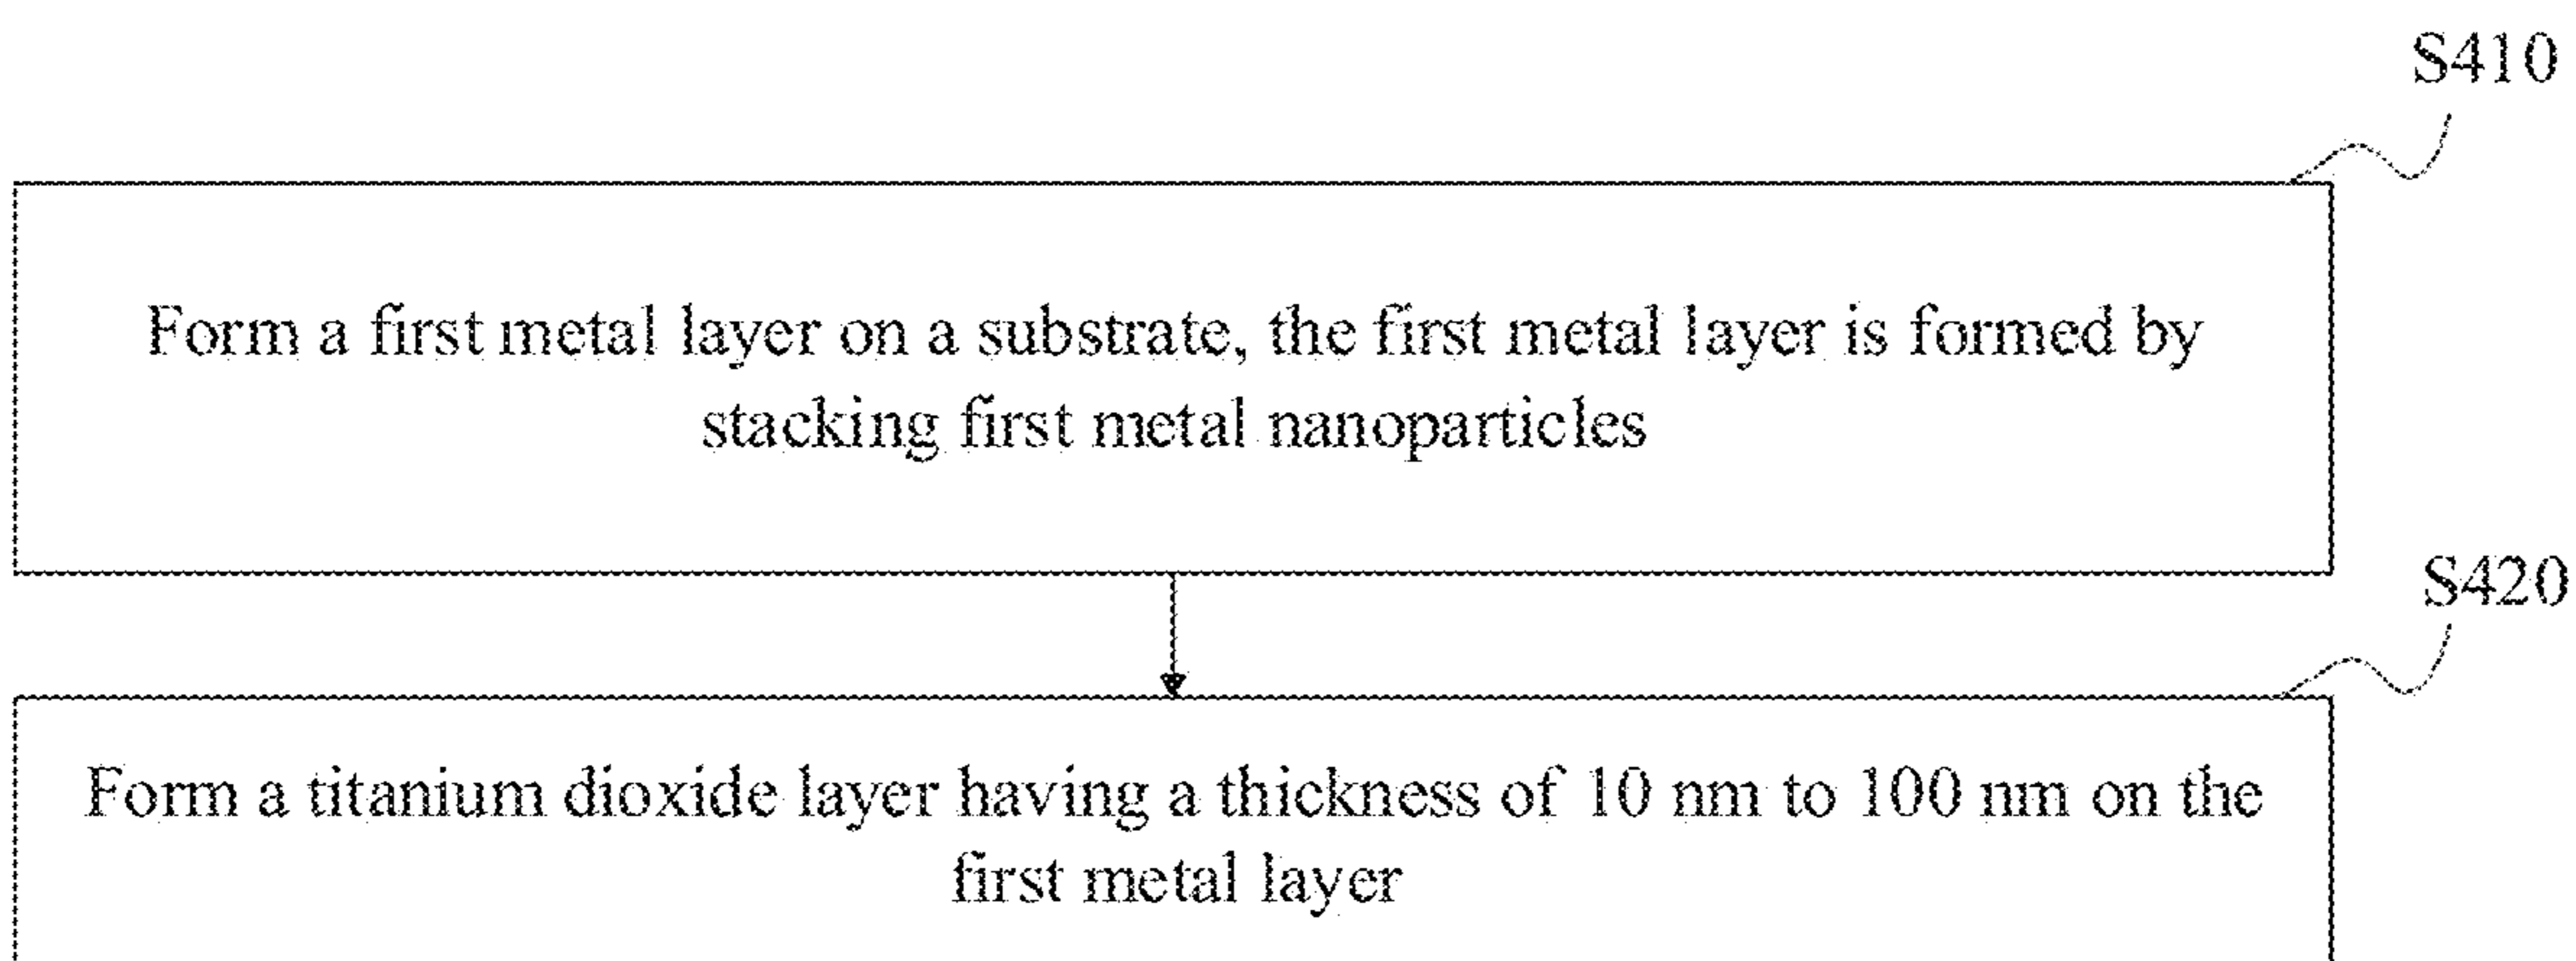 S410
Form a first metal layer on a substrate, the first metal layer is formed by
stacking first metal nanoparticles
S420
Form a titanium dioxide layer having a thickness of 10 nm to 100 nm on the
first metal layer